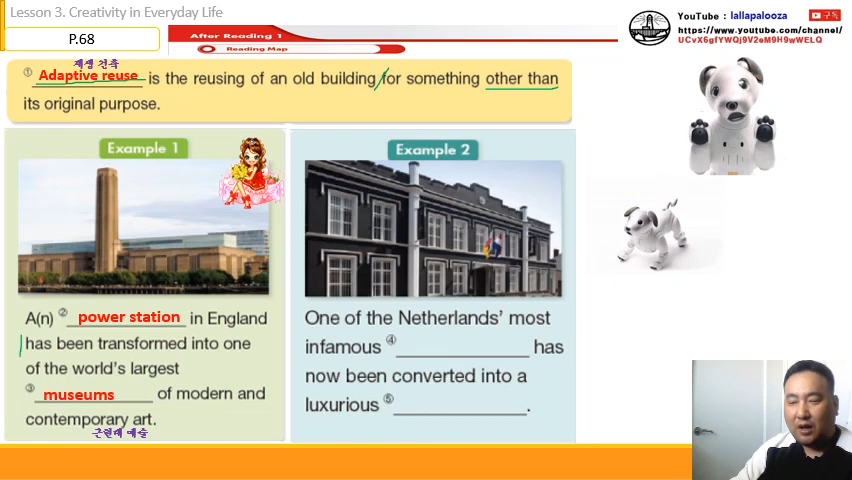 Lesson 3. Creativity in Everyday Life
P.68
After Reading 1
Reading Map
YouTube : lallapalooza 구독
https://www.youtube.com/channel/
UCvX6gfYWQj9V2eM9H9wWELQ
재생 건축
① Adaptive reuse is the reusing of an old building for something other than
its original purpose.
Example 1
A(n) ② power station in England
has been transformed into one
of the world's largest
③ museums of modern and
contemporary art.
근현대 예술
Example 2
One of the Netherlands' most
infamous ④ has
now been converted into a
luxurious ⑤ .